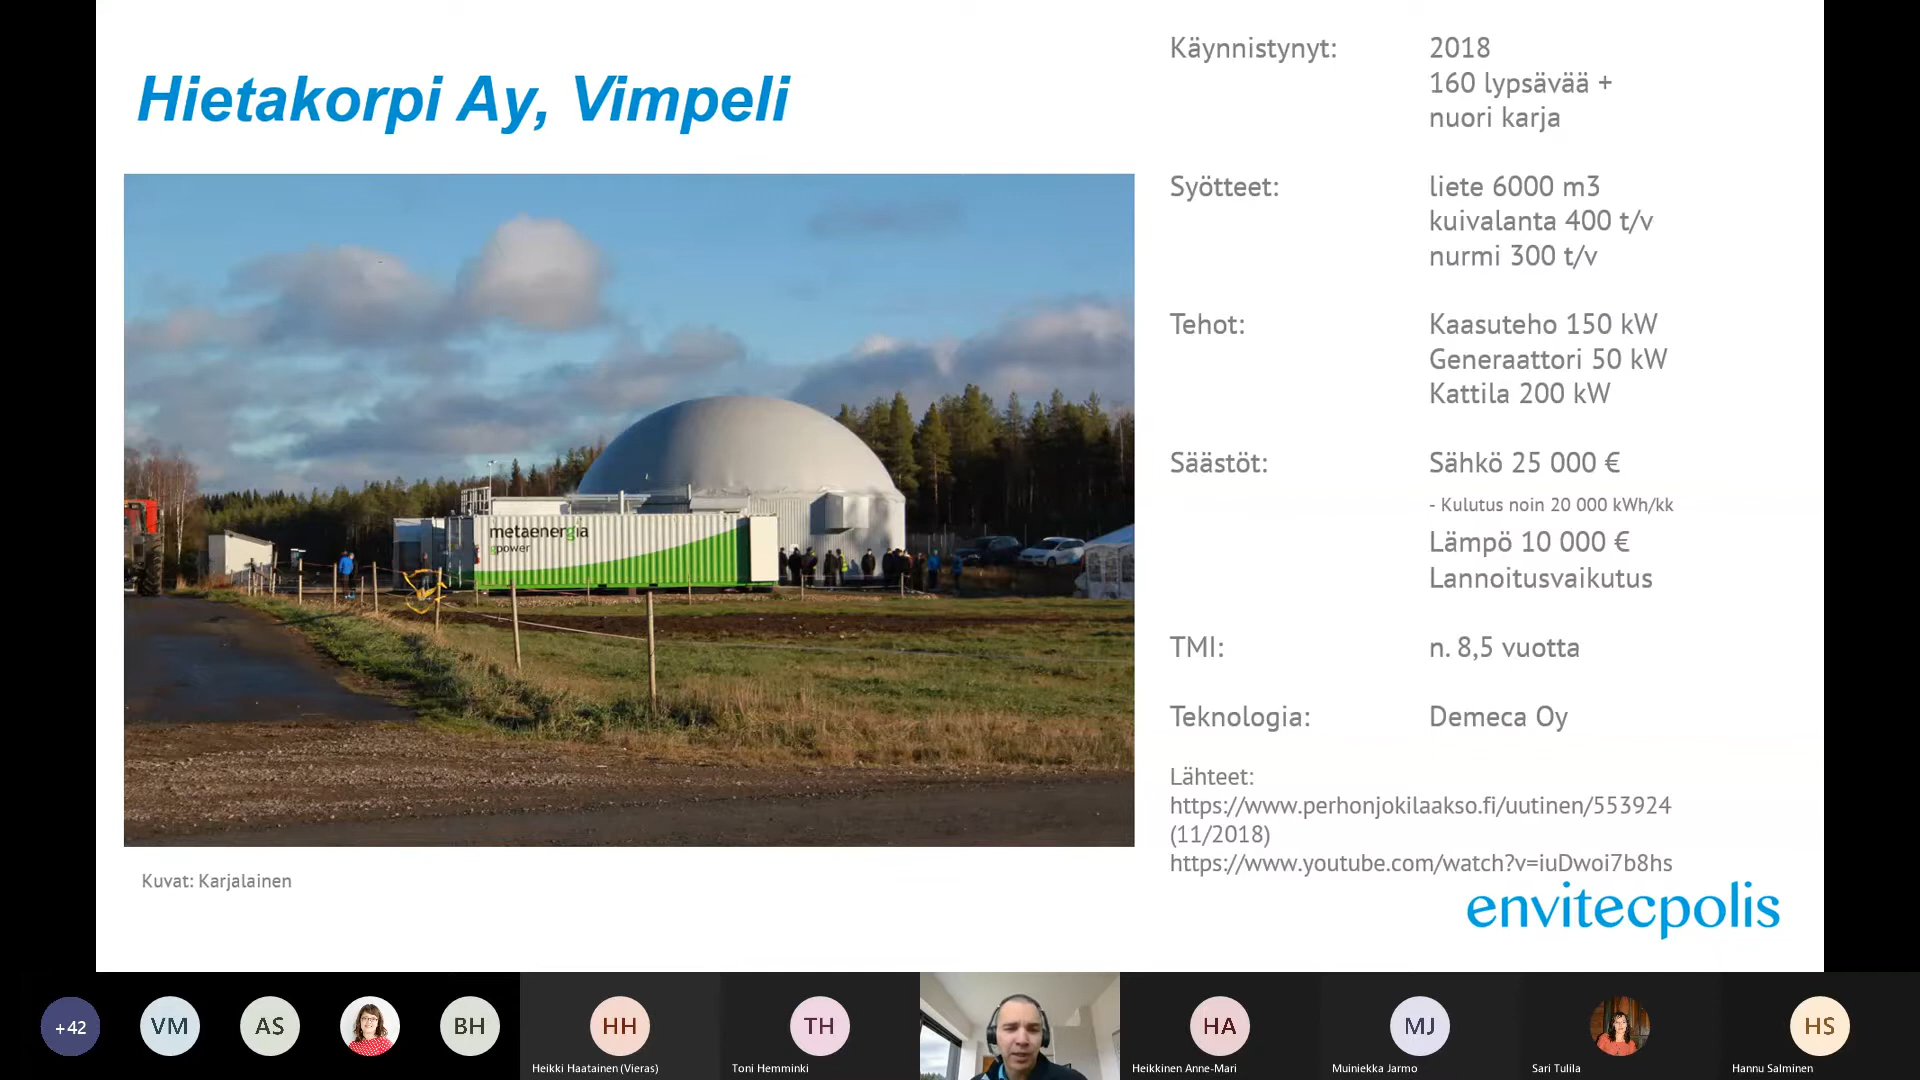 Hietakorpi Ay, Vimpeli
metaenergia
gpower
Kuvat: Karjalainen
Käynnistynyt: 2018
160 lypsävää +
nuori karja
Syötteet: liete 6000 m3
kuivalanta 400 t/v
nurmi 300 t/v
Tehot: Kaasuteho 150 kW
Generaattori 50 kW
Kattila 200 kW
Säästöt: Sähkö 25 000 €
- Kulutus noin 20 000 kWh/kk
Lämpö 10 000 €
Lannoitusvaikutus
TMI: n. 8,5 vuotta
Teknologia: Demeca Oy
Lähteet:
https://www.perhonjokilaakso.fi/uutinen/553924
(11/2018)
https://www.youtube.com/watch?v=iuDwoi7b8hs
envitecpolis
+42 VM AS BH HH TH HA MJ HS
Heikki Haatainen (Vieras) Toni Hemminki Heikkinen Anne-Mari Muiniekka Jarmo Sari Tulila Hannu Salminen